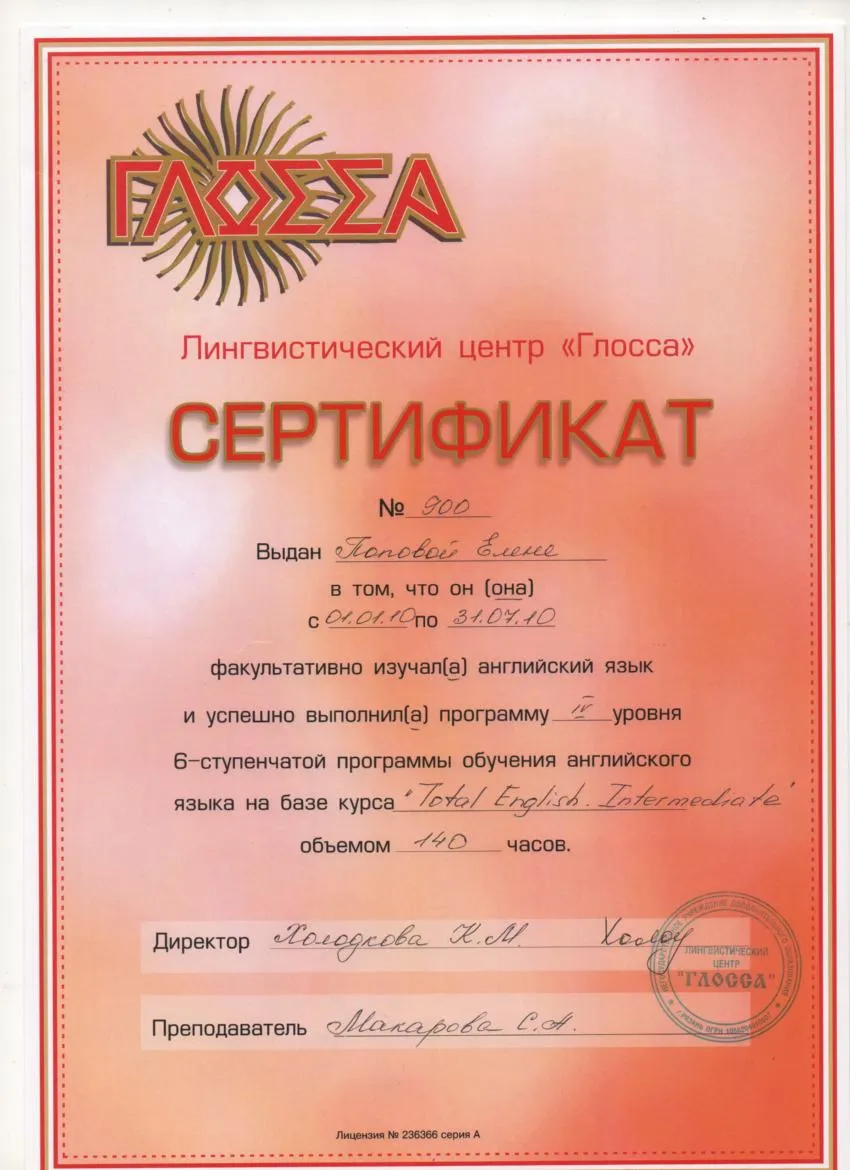 ГЛОССА
Лингвистический центр «Глосса»
СЕРТИФИКАТ
№ 900
Выдан Поповой Елене
в том, что он (она)
с 01.01.10 по 31.07.10
факультативно изучал(а) английский язык
и успешно выполнил(а) программу IV уровня
6-ступенчатой программы обучения английского
языка на базе курса "Total English. Intermediate"
объемом 140 часов.
Директор Холодкова К.М.
ЛИНГВИСТИЧЕСКИЙ
ЦЕНТР
"ГЛОССА"
Преподаватель Макарова С.А.
Лицензия № 236366 серия А